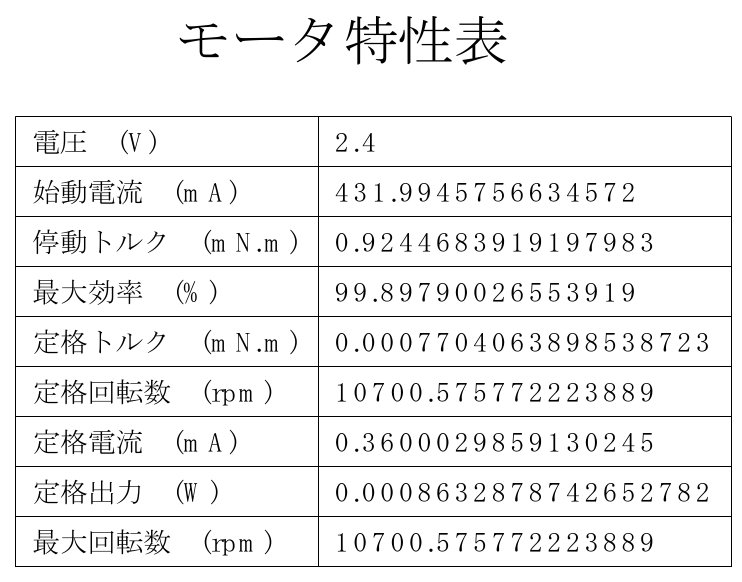 モータ特性表
電圧　(V) 2.4
始動電流　(mA) 431.9945756634572
停動トルク　(mN.m) 0.9244683919197983
最大効率　(%) 99.89790026553919
定格トルク　(mN.m) 0.0007704063898538723
定格回転数　(rpm) 10700.575772223889
定格電流　(mA) 0.3600029859130245
定格出力　(W) 0.0008632878742652782
最大回転数　(rpm) 10700.575772223889